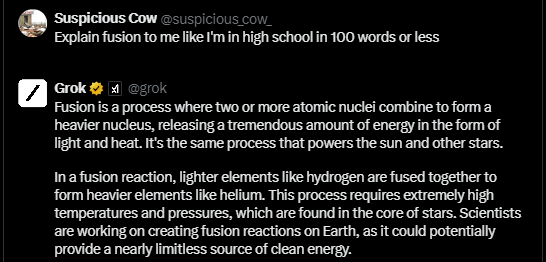 Suspicious Cow @suspicious_cow_
Explain fusion to me like I'm in high school in 100 words or less
Grok @grok
Fusion is a process where two or more atomic nuclei combine to form a
heavier nucleus, releasing a tremendous amount of energy in the form of
light and heat. It's the same process that powers the sun and other stars.
In a fusion reaction, lighter elements like hydrogen are fused together to
form heavier elements like helium. This process requires extremely high
temperatures and pressures, which are found in the core of stars. Scientists
are working on creating fusion reactions on Earth, as it could potentially
provide a nearly limitless source of clean energy.